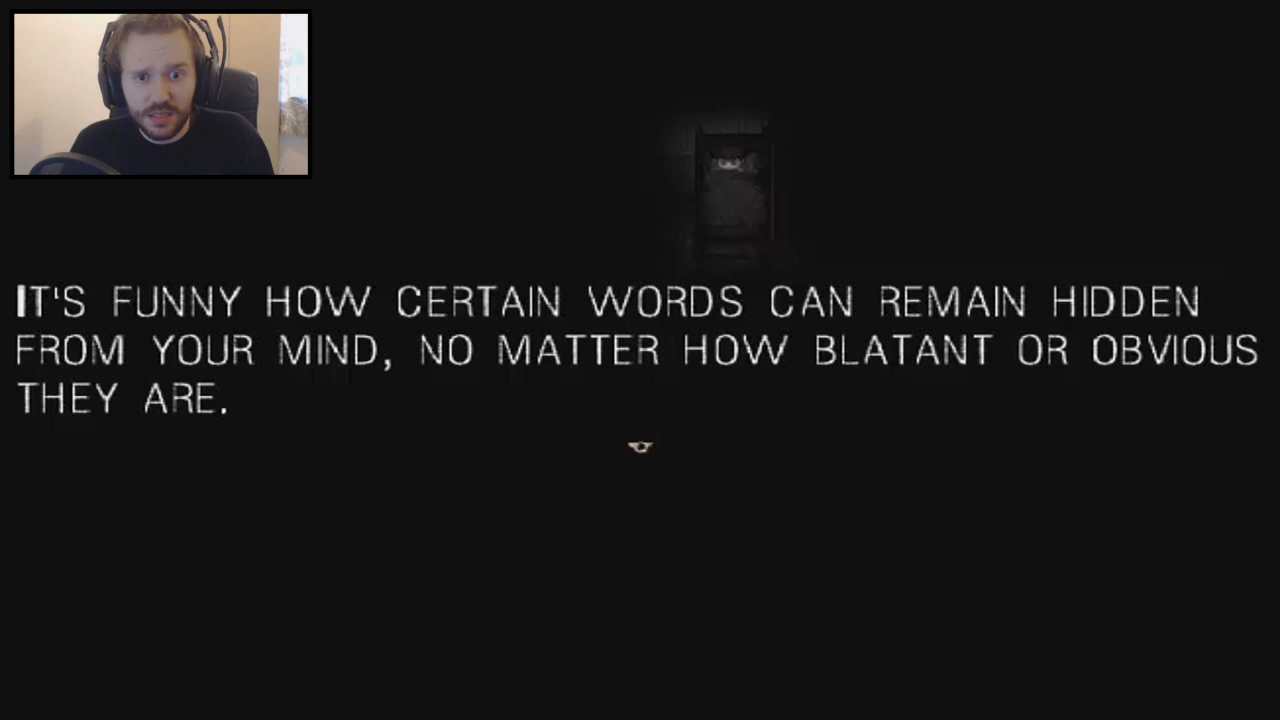 IT'S FUNNY HOW CERTAIN WORDS CAN REMAIN HIDDEN
FROM YOUR MIND, NO MATTER HOW BLATANT OR OBVIOUS
THEY ARE.